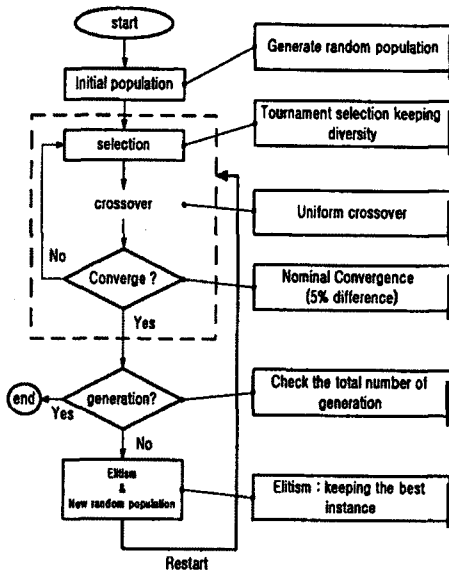 start
Generate random population
Initial population
Tournament selection keeping
diversity
selection
crossover
Uniform crossover
No
Converge ?
Nominal Convergence
(5% difference)
Yes
end
Yes
generation?
Check the total number of
generation
No
Elitism
&
New random population
Elitism : keeping the best
instance
Restart